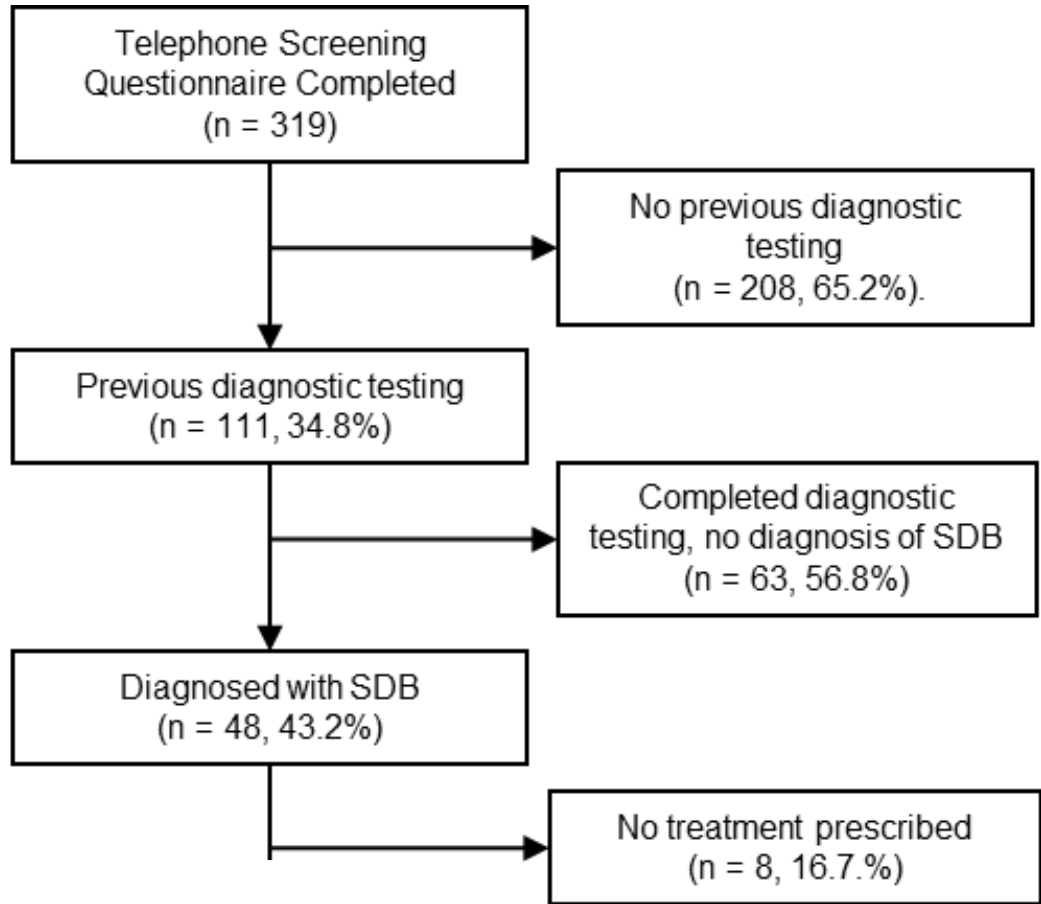 Telephone Screening
Questionnaire Completed
(n = 319)
No previous diagnostic
testing
(n = 208, 65.2%).
Previous diagnostic testing
(n = 111, 34.8%)
Completed diagnostic
testing, no diagnosis of SDB
(n = 63, 56.8%)
Diagnosed with SDB
(n = 48, 43.2%)
No treatment prescribed
(n = 8, 16.7.%)